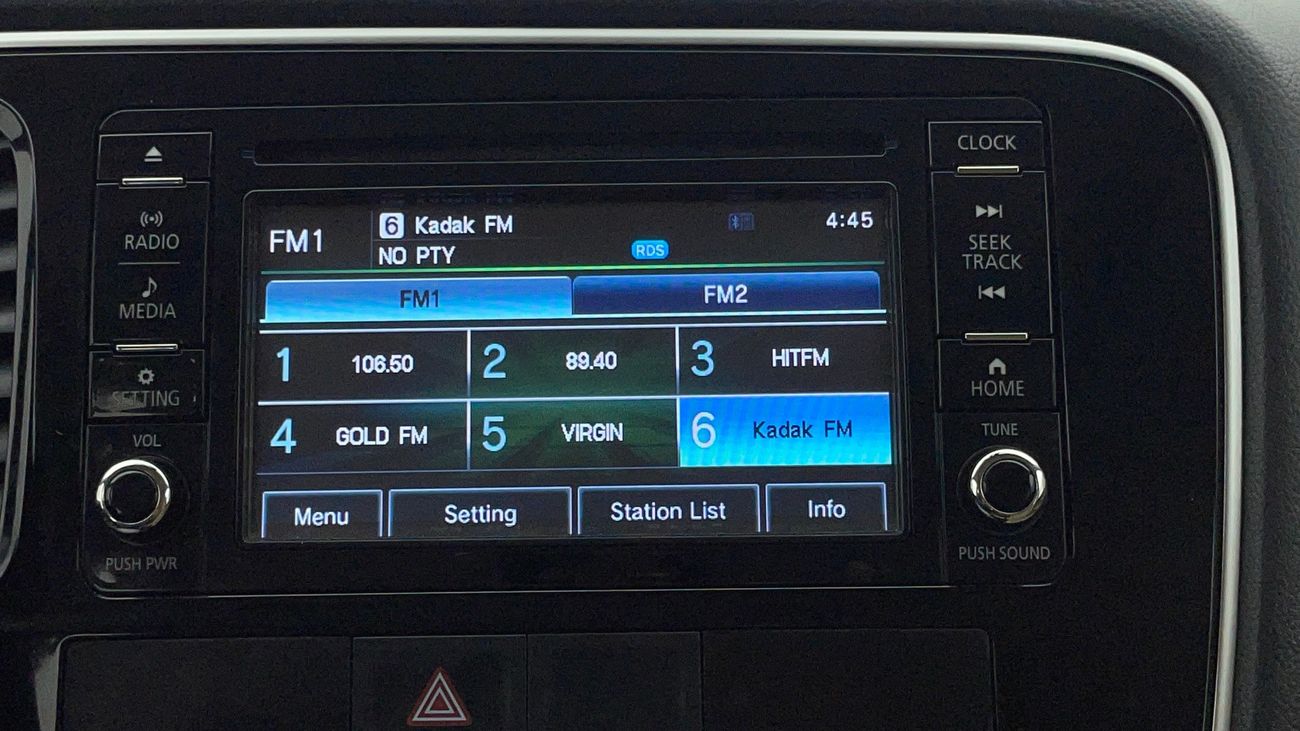 CLOCK
RADIO
MEDIA
SETTING
VOL
PUSH PWR
FM1
6 Kadak FM
NO PTY
RDS
4:45
FM1
FM2
1 106.50
2 89.40
3 HITFM
4 GOLD FM
5 VIRGIN
6 Kadak FM
Menu
Setting
Station List
Info
SEEK
TRACK
HOME
TUNE
PUSH SOUND